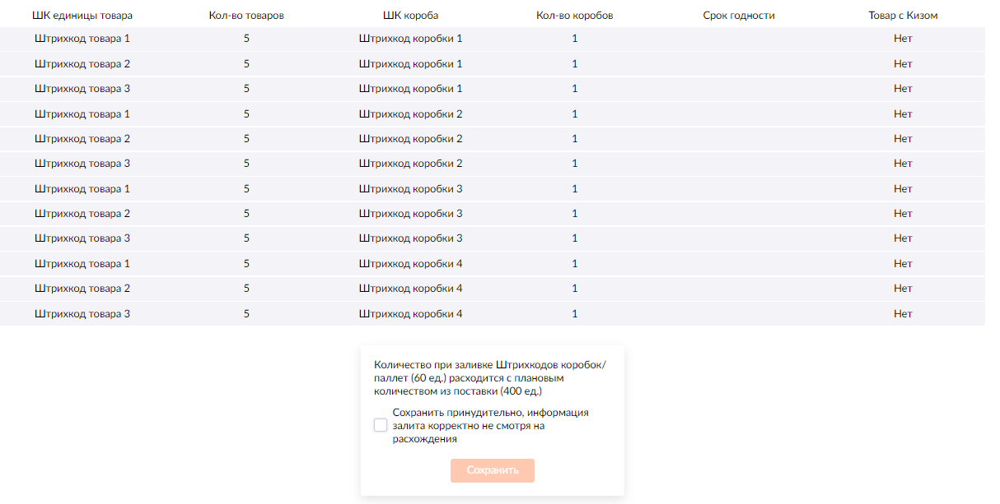 ШК единицы товара Кол-во товаров ШК короба Кол-во коробов Срок годности Товар с Кизом
Штрихкод товара 1 5 Штрихкод коробки 1 1 Нет
Штрихкод товара 2 5 Штрихкод коробки 1 1 Нет
Штрихкод товара 3 5 Штрихкод коробки 1 1 Нет
Штрихкод товара 1 5 Штрихкод коробки 2 1 Нет
Штрихкод товара 2 5 Штрихкод коробки 2 1 Нет
Штрихкод товара 3 5 Штрихкод коробки 2 1 Нет
Штрихкод товара 1 5 Штрихкод коробки 3 1 Нет
Штрихкод товара 2 5 Штрихкод коробки 3 1 Нет
Штрихкод товара 3 5 Штрихкод коробки 3 1 Нет
Штрихкод товара 1 5 Штрихкод коробки 4 1 Нет
Штрихкод товара 2 5 Штрихкод коробки 4 1 Нет
Штрихкод товара 3 5 Штрихкод коробки 4 1 Нет
Количество при заливке Штрихкодов коробок/
паллет (60 ед.) расходится с плановым
количеством из поставки (400 ед.)
Сохранить принудительно, информация
залита корректно не смотря на
расхождения
Сохранить